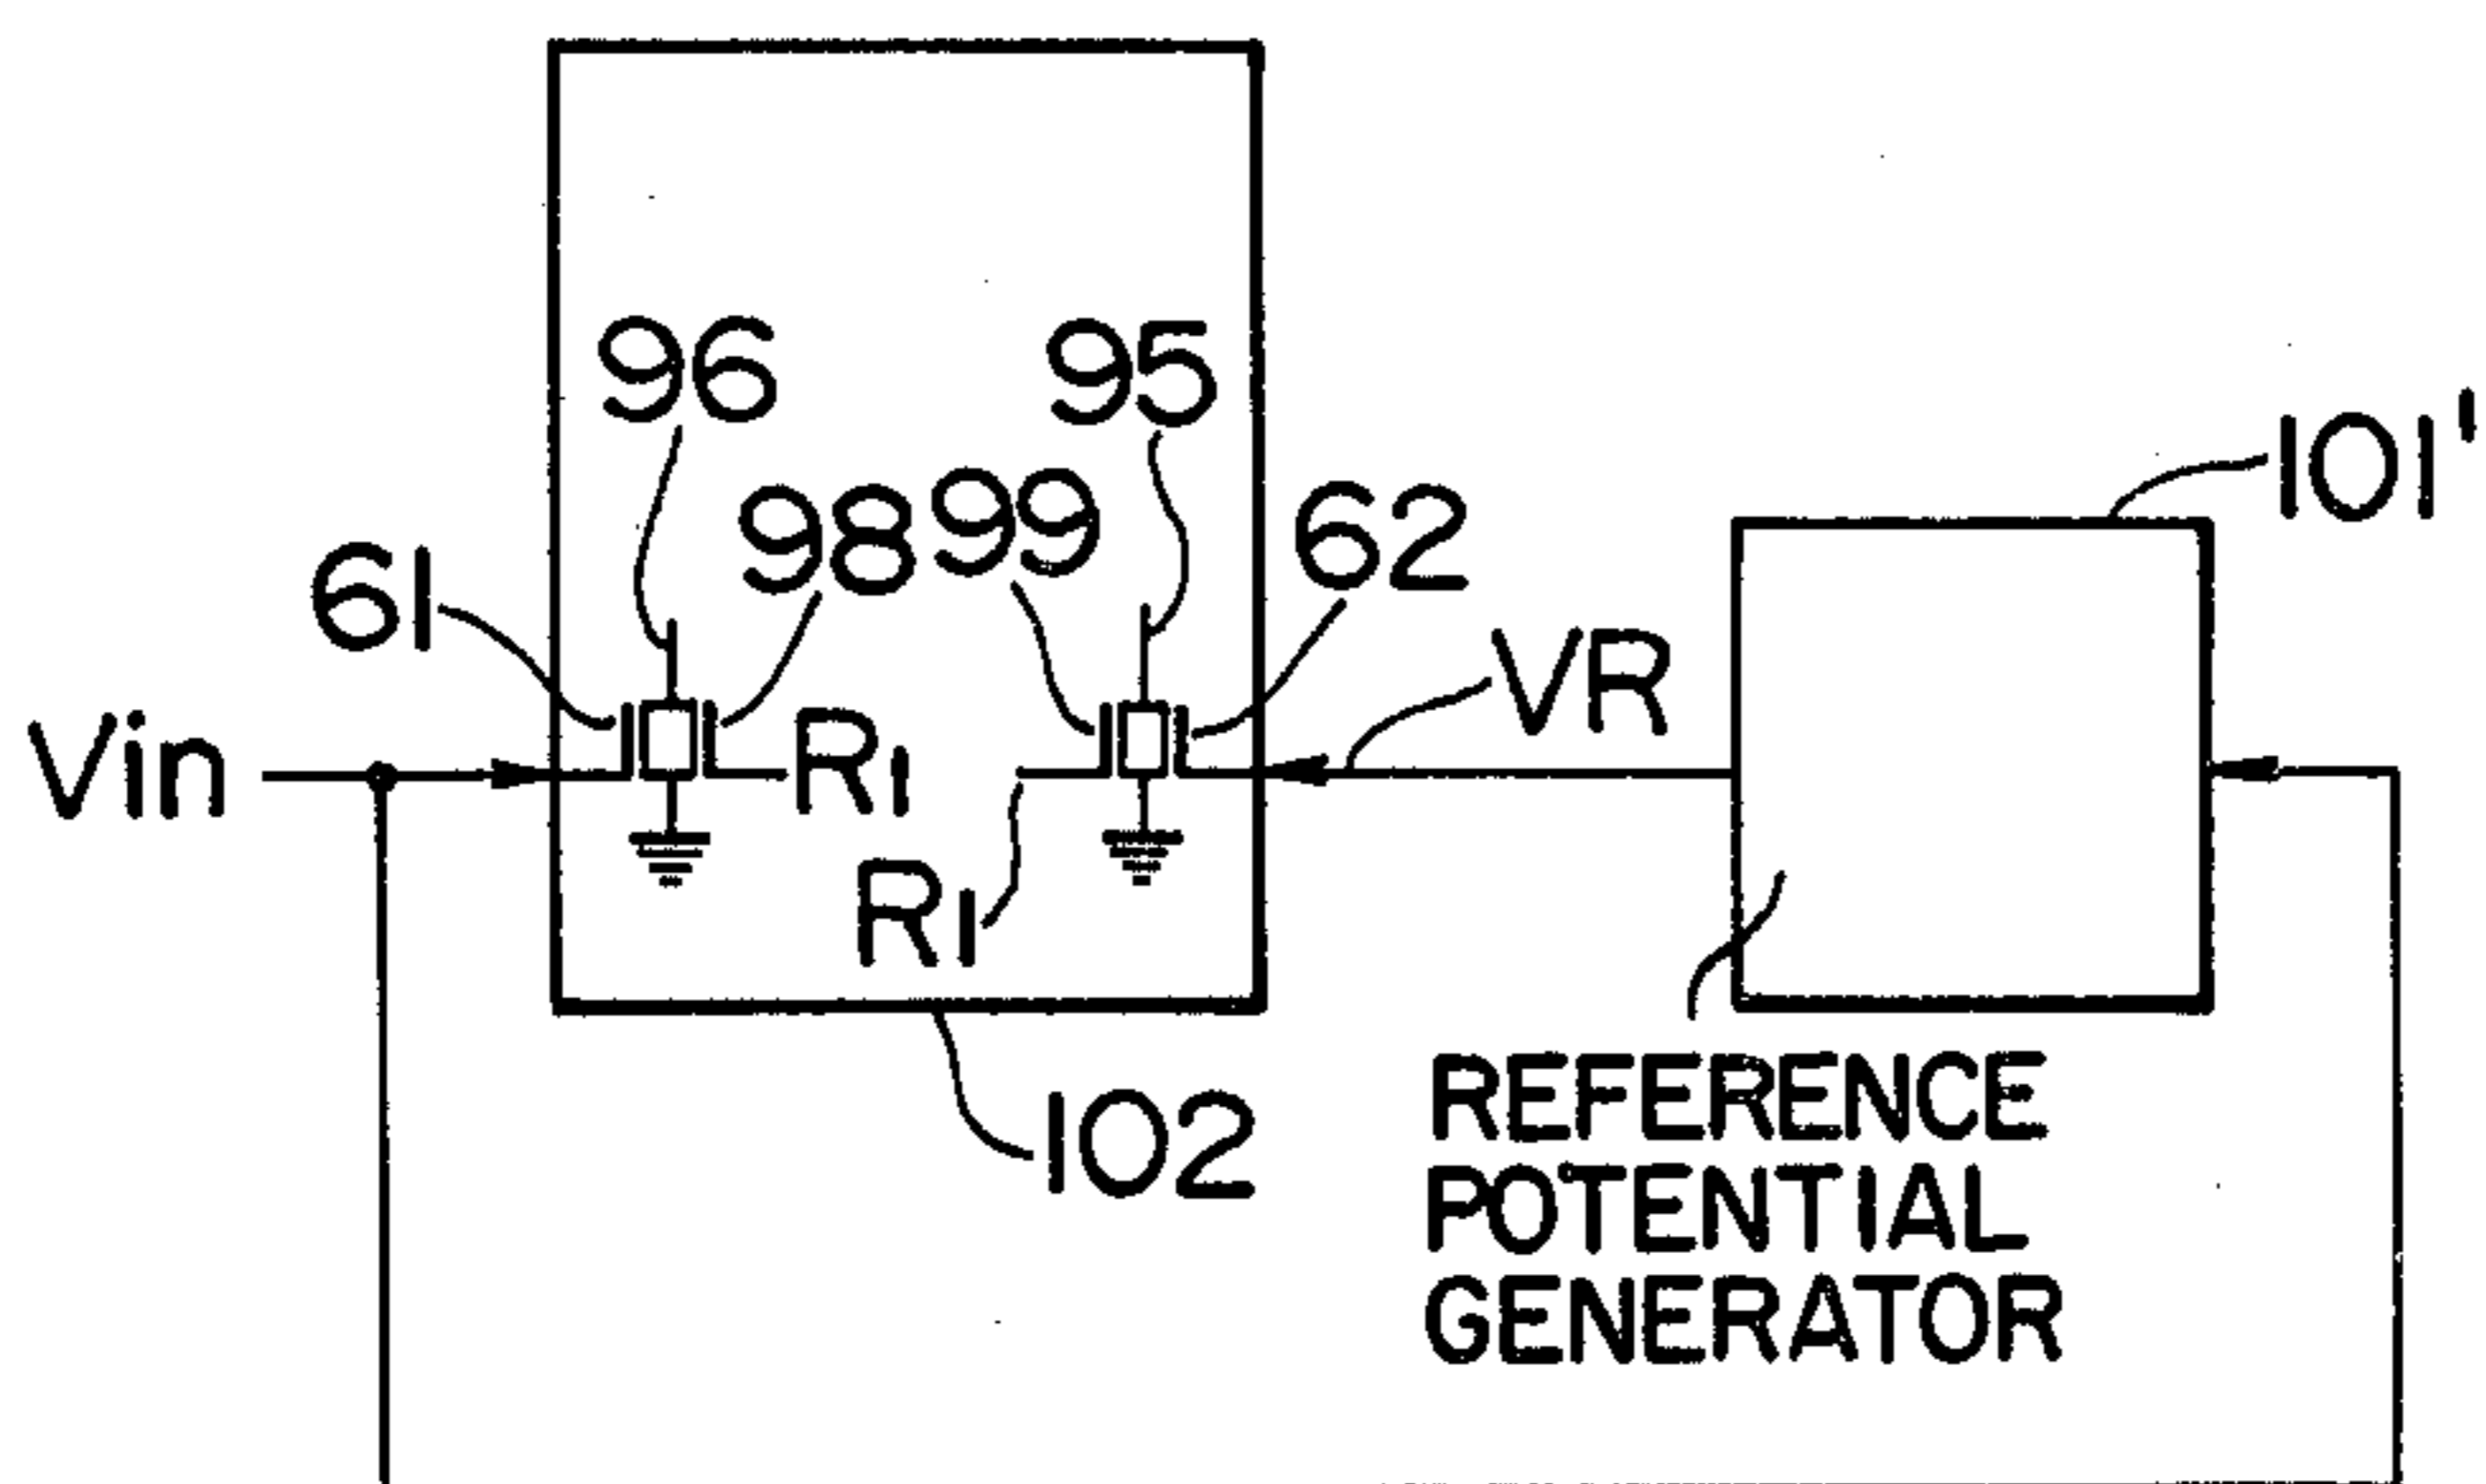 96
95
101'
98
99
62
61
VR
Vin
R1
R1
102
REFERENCE
POTENTIAL
GENERATOR